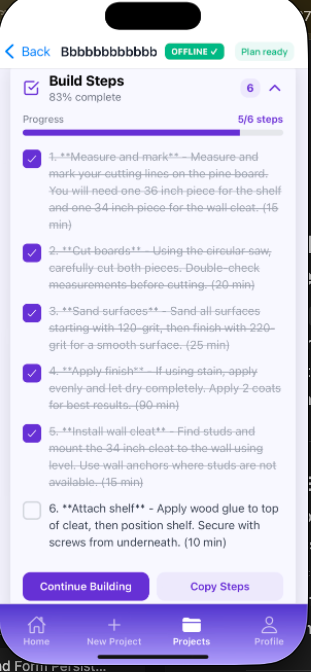 Back Bbbbbbbbbbbb OFFLINE ✓ Plan ready
Build Steps 6
83% complete
Progress 5/6 steps
1. **Measure and mark** - Measure and
mark your cutting lines on the pine board.
You will need one 36 inch piece for the shelf
and one 34 inch piece for the wall cleat. (15
min)
2. **Cut boards** - Using the circular saw,
carefully cut both pieces. Double-check
measurements before cutting. (20 min)
3. **Sand surfaces** - Sand all surfaces
starting with 120-grit, then finish with 220-
grit for a smooth surface. (25 min)
4. **Apply finish** - If using stain, apply
evenly and let dry completely. Apply 2 coats
for best results. (90 min)
5. **Install wall cleat** - Find studs and
mount the 34 inch cleat to the wall using
level. Use wall anchors where studs are not
available. (15 min)
6. **Attach shelf** - Apply wood glue to top
of cleat, then position shelf. Secure with
screws from underneath. (10 min)
Continue Building Copy Steps
Home New Project Projects Profile
nd Form Persist...